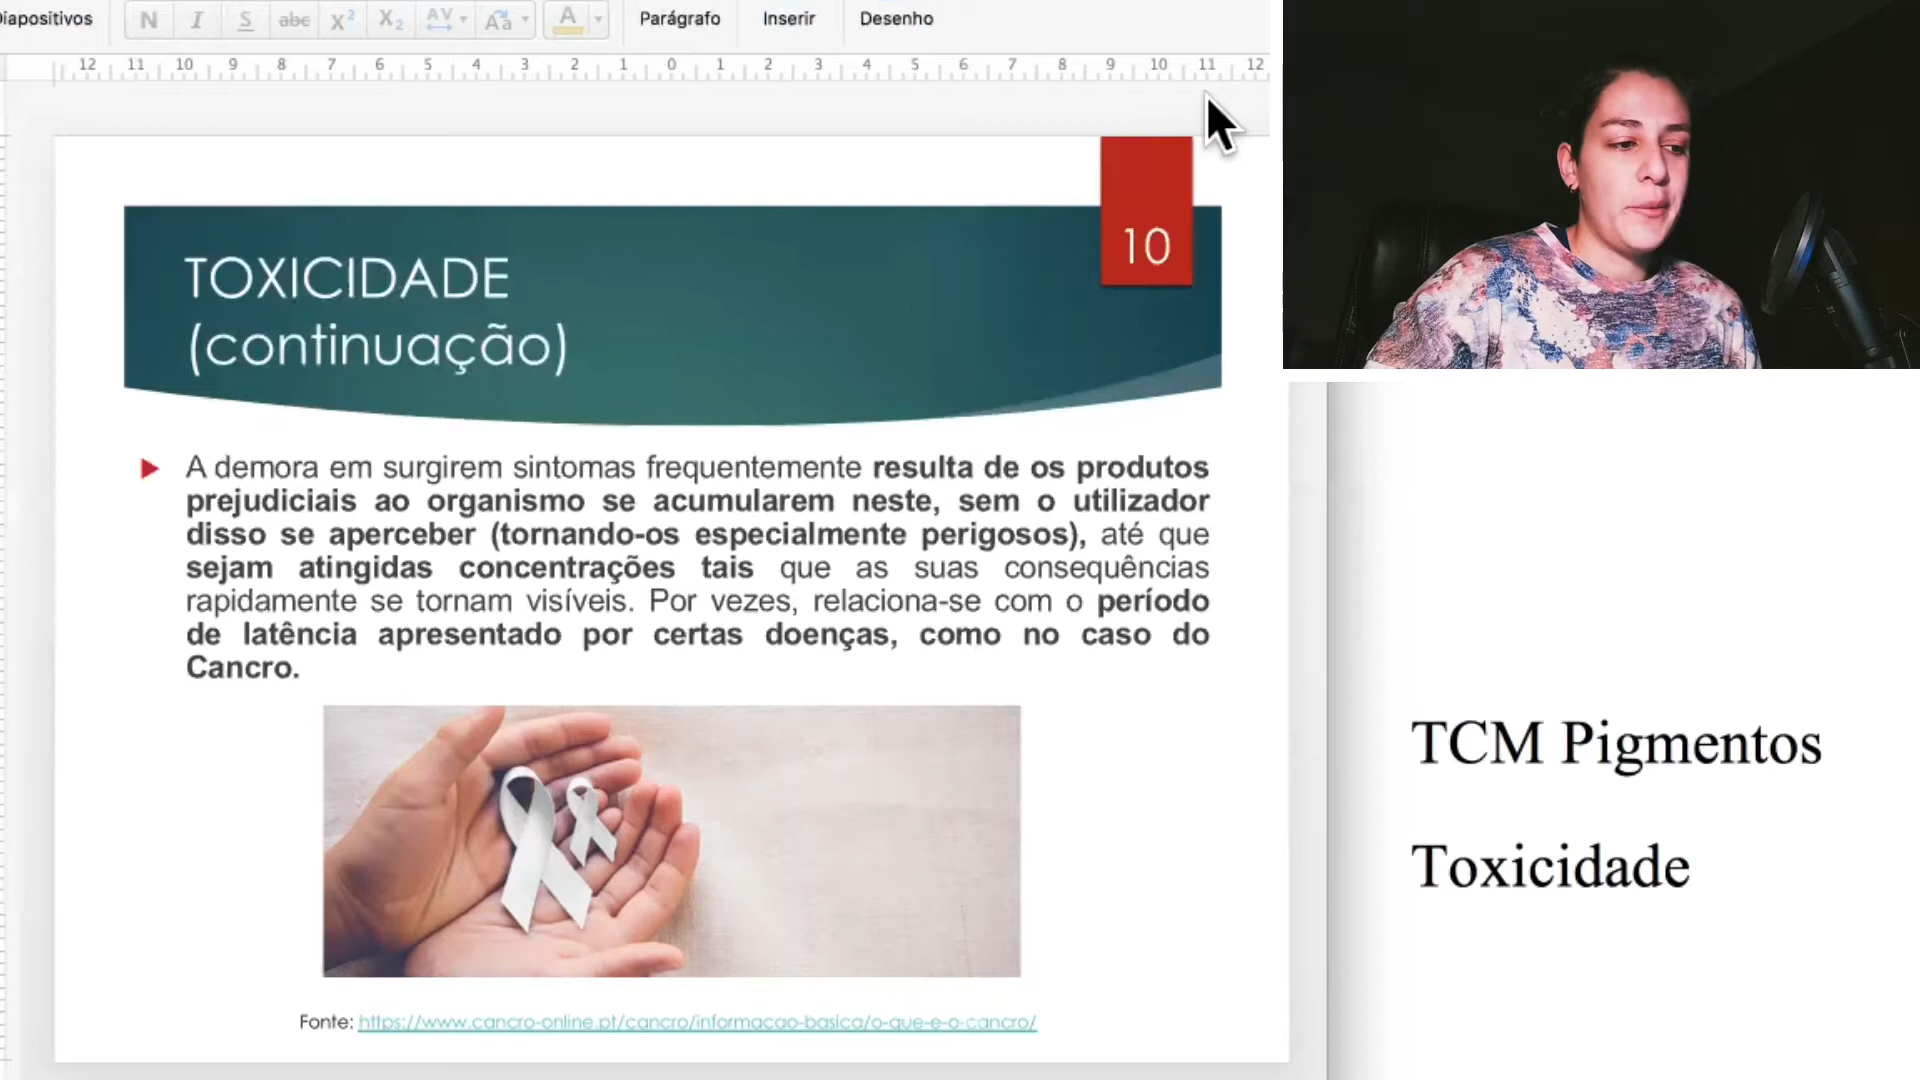 Diapositivos N I S abc X² X₂ AV Aa A Parágrafo Inserir Desenho
12 11 10 9 8 7 6 5 4 3 2 1 0 1 2 3 4 5 6 7 8 9 10 11 12
10
TOXICIDADE
(continuação)
A demora em surgirem sintomas frequentemente resulta de os produtos
prejudiciais ao organismo se acumularem neste, sem o utilizador
disso se aperceber (tornando-os especialmente perigosos), até que
sejam atingidas concentrações tais que as suas consequências
rapidamente se tornam visíveis. Por vezes, relaciona-se com o período
de latência apresentado por certas doenças, como no caso do
Cancro.
Fonte: https://www.cancro-online.pt/cancro/informacao-basica/o-que-e-o-cancro/
TCM Pigmentos
Toxicidade